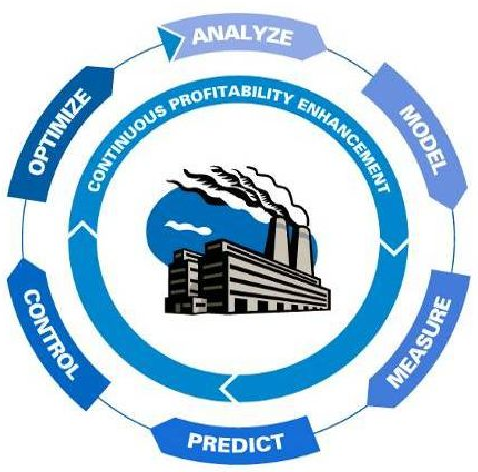 ANALYZE
MODEL
MEASURE
PREDICT
CONTROL
OPTIMIZE
CONTINUOUS PROFITABILITY ENHANCEMENT